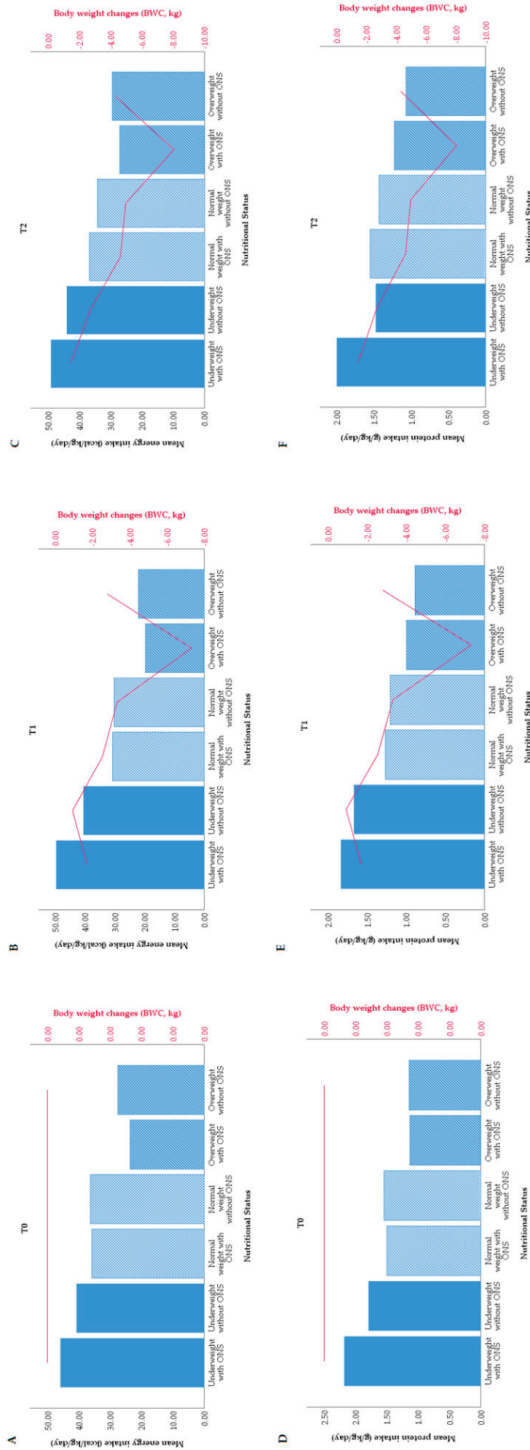 A
T0
Mean energy intake (kcal/kg/day)
50.00
40.00
30.00
20.00
10.00
0.00
Body weight changes (BWC, kg)
0.00
0.00
0.00
0.00
0.00
0.00
Underweight
with ONS
Underweight
without ONS
Normal
weight with
ONS
Normal
weight
without ONS
Overweight
with ONS
Overweight
without ONS
Nutritional Status
B
T1
Mean energy intake (kcal/kg/day)
50.00
40.00
30.00
20.00
10.00
0.00
Body weight changes (BWC, kg)
0.00
-2.00
-4.00
-6.00
-8.00
Underweight
with ONS
Underweight
without ONS
Normal
weight with
ONS
Normal
weight
without ONS
Overweight
with ONS
Overweight
without ONS
Nutritional Status
C
T2
Mean energy intake (kcal/kg/day)
50.00
40.00
30.00
20.00
10.00
0.00
Body weight changes (BWC, kg)
0.00
-2.00
-4.00
-6.00
-8.00
-10.00
Underweight
with ONS
Underweight
without ONS
Normal
weight with
ONS
Normal
weight
without ONS
Overweight
with ONS
Overweight
without ONS
Nutritional Status
D
T0
Mean protein intake (g/kg/day)
2.50
2.00
1.50
1.00
0.50
0.00
Body weight changes (BWC, kg)
0.00
0.00
0.00
0.00
0.00
0.00
Underweight
with ONS
Underweight
without ONS
Normal
weight with
ONS
Normal
weight
without ONS
Overweight
with ONS
Overweight
without ONS
Nutritional Status
E
T1
Mean protein intake (g/kg/day)
2.00
1.50
1.00
0.50
0.00
Body weight changes (BWC, kg)
0.00
-2.00
-4.00
-6.00
-8.00
Underweight
with ONS
Underweight
without ONS
Normal
weight with
ONS
Normal
weight
without ONS
Overweight
with ONS
Overweight
without ONS
Nutritional Status
F
T2
Mean protein intake (g/kg/day)
2.00
1.50
1.00
0.50
0.00
Body weight changes (BWC, kg)
0.00
-2.00
-4.00
-6.00
-8.00
-10.00
Underweight
with ONS
Underweight
without ONS
Normal
weight with
ONS
Normal
weight
without ONS
Overweight
with ONS
Overweight
without ONS
Nutritional Status